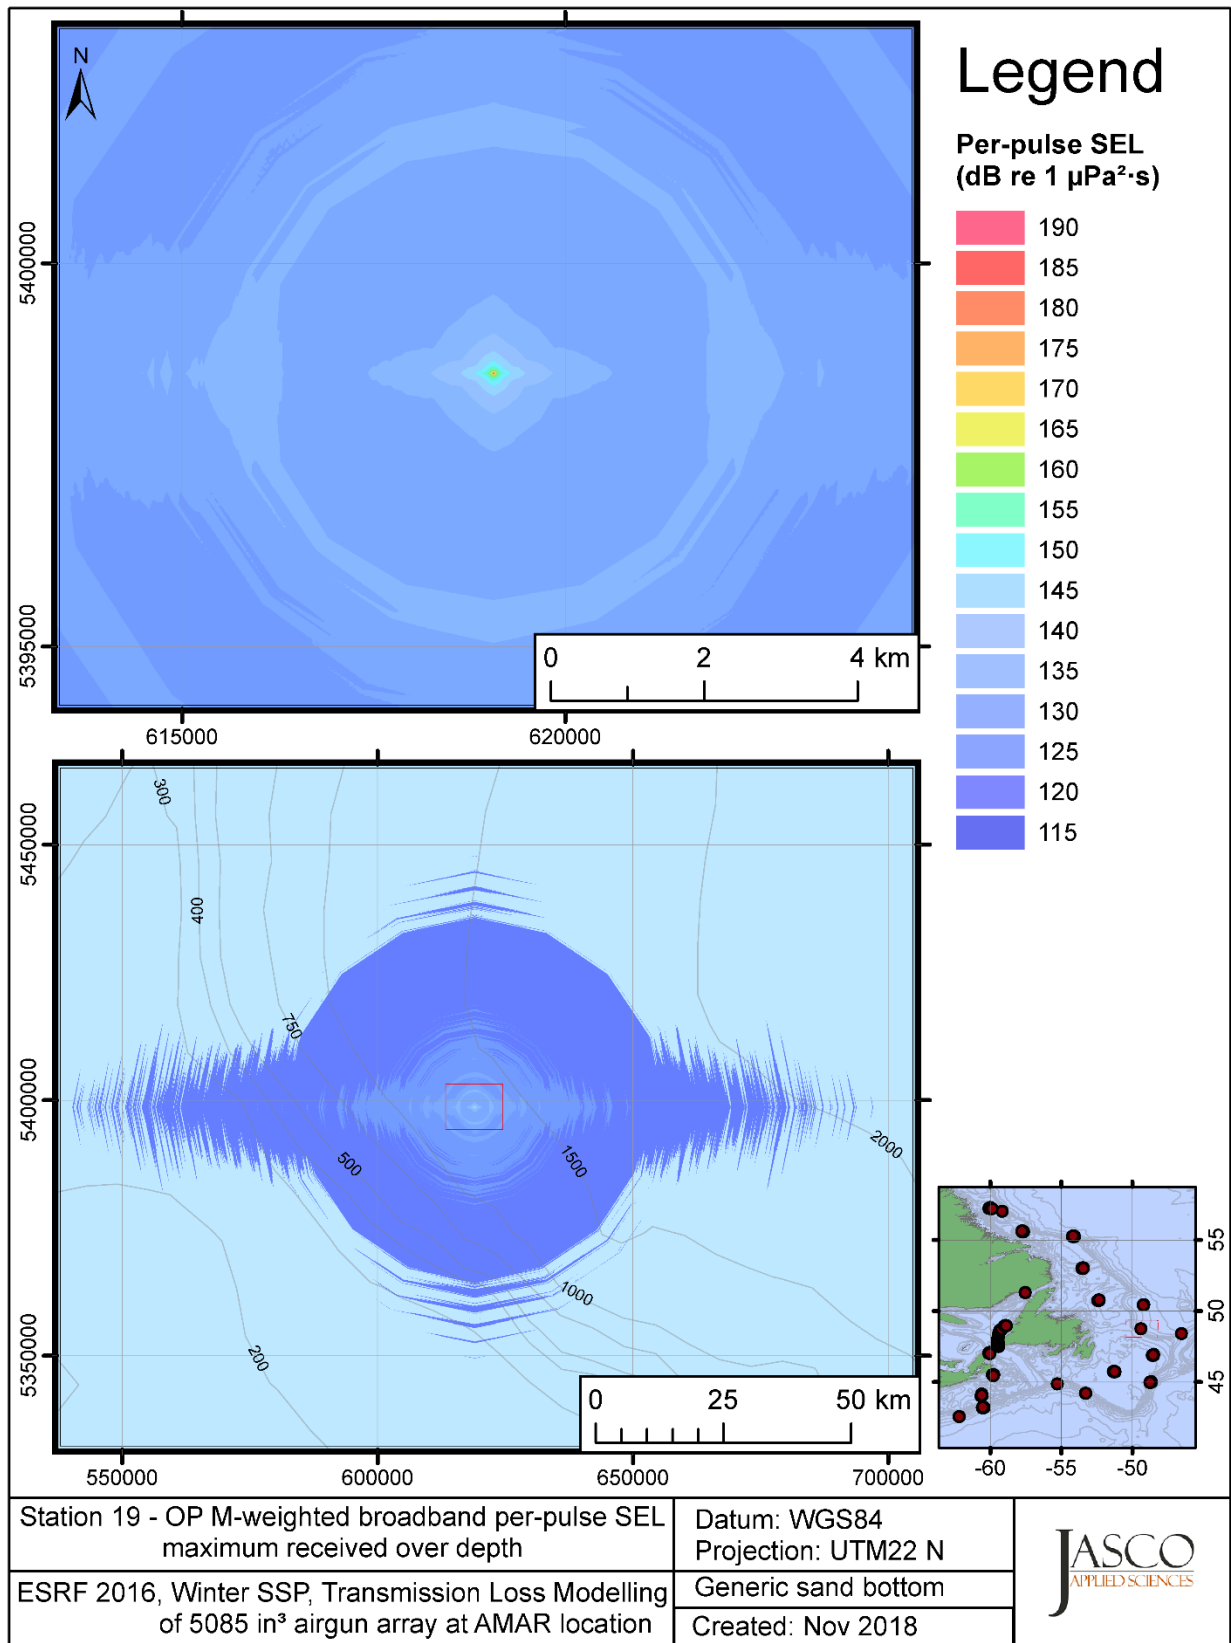 N
5400000
5395000
615000
620000
0
2
4 km
Legend
Per-pulse SEL
(dB re 1 µPa²·s)
190
185
180
175
170
165
160
155
150
145
140
135
130
125
120
115
5450000
5400000
5350000
550000
600000
650000
700000
300
400
750
500
1500
1000
2000
200
0
25
50 km
55
50
45
-60
-55
-50
Station 19 - OP M-weighted broadband per-pulse SEL
maximum received over depth
ESRF 2016, Winter SSP, Transmission Loss Modelling
of 5085 in³ airgun array at AMAR location
Datum: WGS84
Projection: UTM22 N
Generic sand bottom
Created: Nov 2018
JASCO
APPLIED SCIENCES